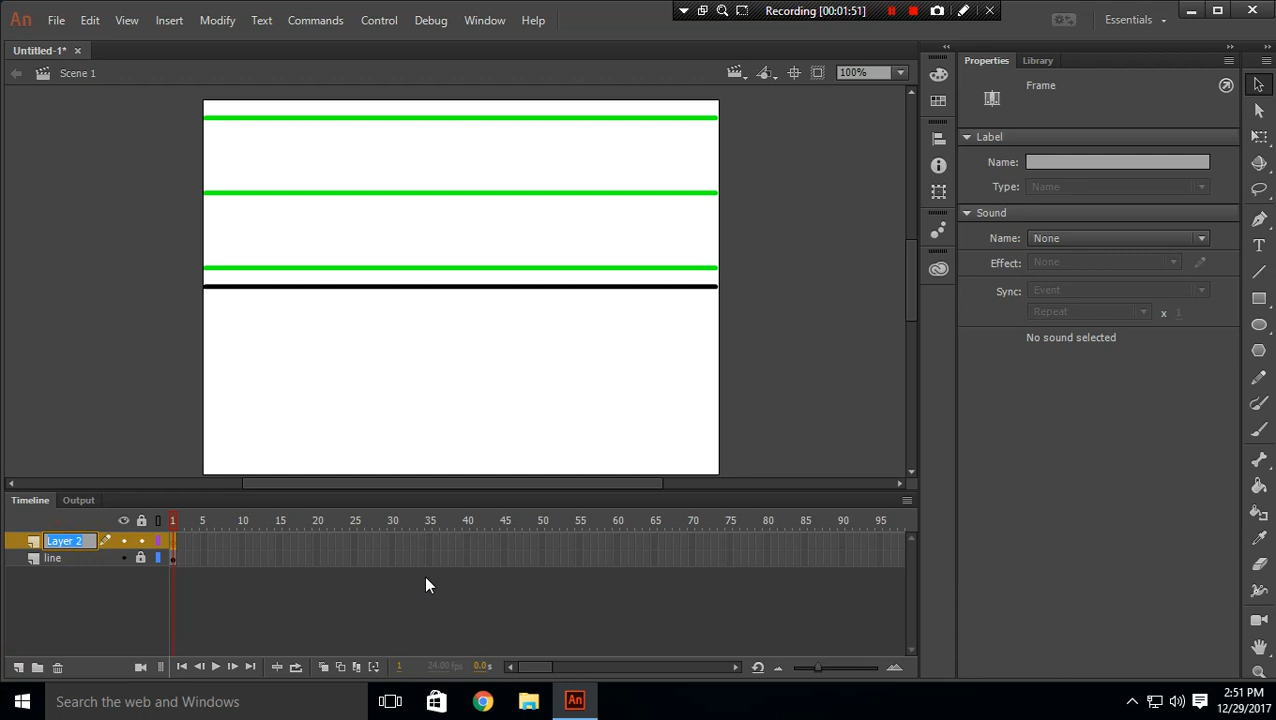 An File Edit View Insert Modify Text Commands Control Debug Window Help
Recording [00:01:51]
Essentials
Untitled-1*
Scene 1
100%
Properties Library
Frame
Label
Name:
Type: Name
Sound
Name: None
Effect: None
Sync: Event
Repeat x 1
No sound selected
Timeline Output
1 5 10 15 20 25 30 35 40 45 50 55 60 65 70 75 80 85 90 95
Layer 2
line
1 24.00 fps 0.0 s
Search the web and Windows
An
2:51 PM
12/29/2017